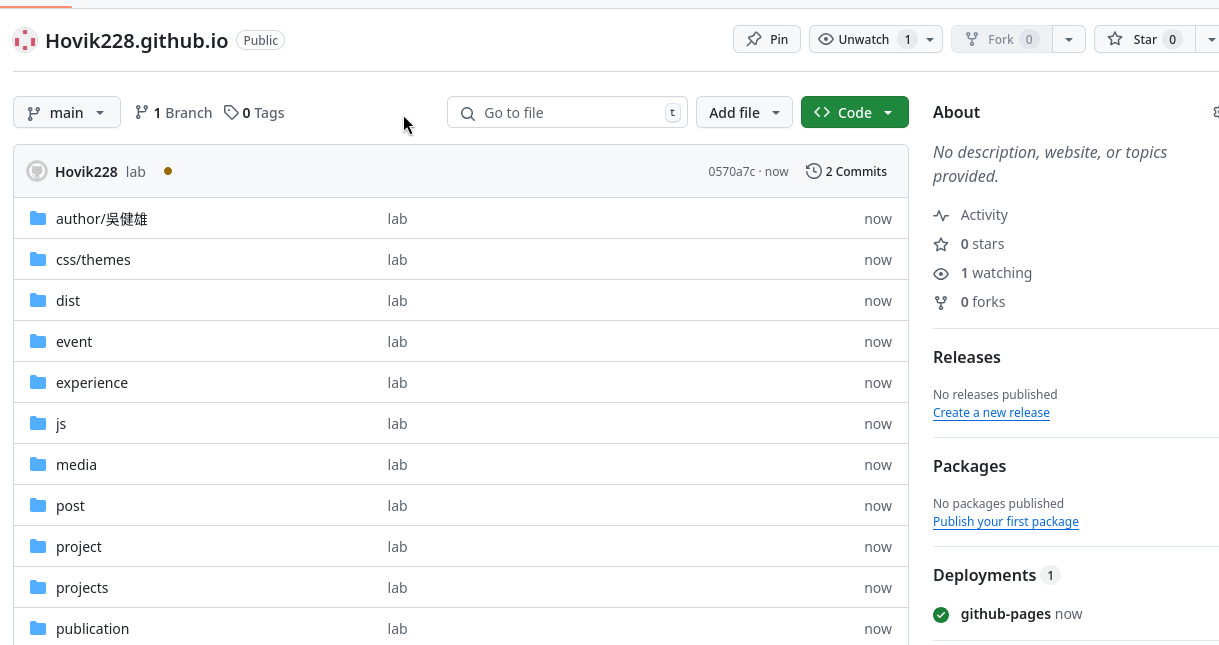 Hovik228.github.io Public Pin Unwatch 1 Fork 0 Star 0
main 1 Branch 0 Tags Go to file t Add file Code
Hovik228 lab 0570a7c · now 2 Commits
author/吳健雄 lab now
css/themes lab now
dist lab now
event lab now
experience lab now
js lab now
media lab now
post lab now
project lab now
projects lab now
publication lab now
About
No description, website, or topics
provided.
Activity
0 stars
1 watching
0 forks
Releases
No releases published
Create a new release
Packages
No packages published
Publish your first package
Deployments 1
github-pages now